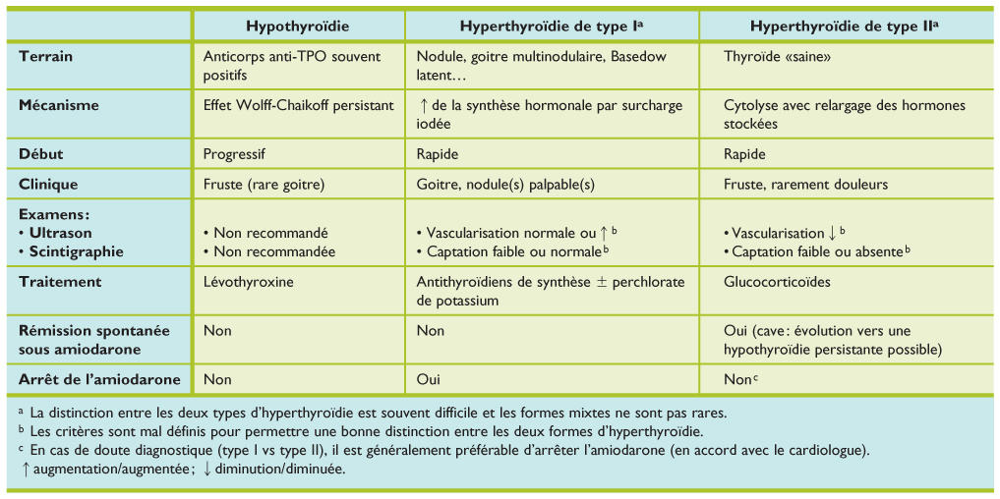 Hypothyroïdie Hyperthyroïdie de type Iᵃ Hyperthyroïdie de type IIᵃ
Terrain Anticorps anti-TPO souvent Nodule, goitre multinodulaire, Basedow Thyroïde «saine»
positifs latent…
Mécanisme Effet Wolff-Chaikoff persistant ↑ de la synthèse hormonale par surcharge Cytolyse avec relargage des hormones
iodée stockées
Début Progressif Rapide Rapide
Clinique Fruste (rare goitre) Goitre, nodule(s) palpable(s) Fruste, rarement douleurs
Examens:
• Ultrason • Non recommandé • Vascularisation normale ou ↑ ᵇ • Vascularisation ↓ ᵇ
• Scintigraphie • Non recommandée • Captation faible ou normale ᵇ • Captation faible ou absente ᵇ
Traitement Lévothyroxine Antithyroïdiens de synthèse ± perchlorate Glucocorticoïdes
de potassium
Rémission spontanée Non Non Oui (cave: évolution vers une
sous amiodarone hypothyroïdie persistante possible)
Arrêt de l’amiodarone Non Oui Non ᶜ
ᵃ La distinction entre les deux types d’hyperthyroïdie est souvent difficile et les formes mixtes ne sont pas rares.
ᵇ Les critères sont mal définis pour permettre une bonne distinction entre les deux formes d’hyperthyroïdie.
ᶜ En cas de doute diagnostique (type I vs type II), il est généralement préférable d’arrêter l’amiodarone (en accord avec le cardiologue).
↑ augmentation/augmentée; ↓ diminution/diminuée.